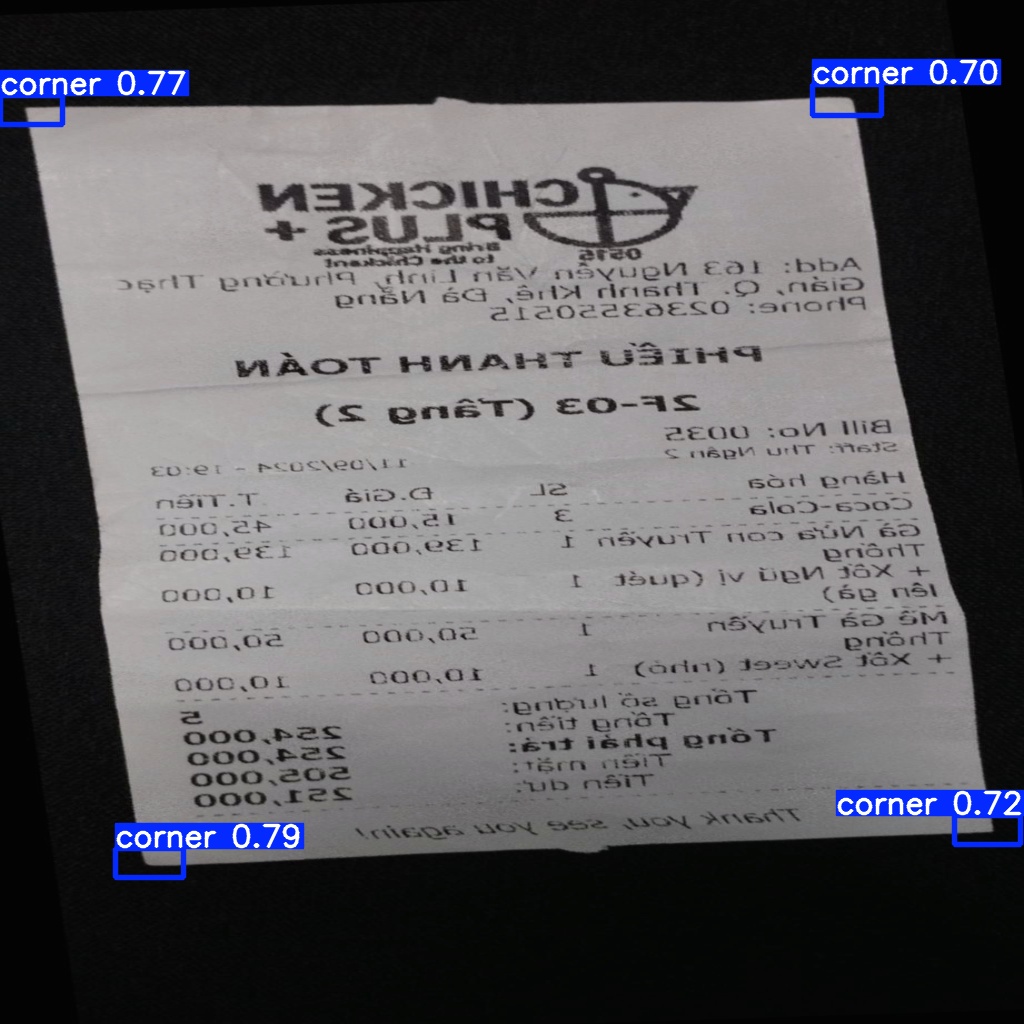 corner 0.77
corner 0.70
CHICKEN
PLUS +
Bring Happiness
to the Chickent
0515
Add: 163 Nguyễn Văn Linh, Phường Thạc
Gián, Q. Thanh Khê, Đà Nẵng
Phone: 02363550515
PHIẾU THANH TOÁN
2F-03 (Tầng 2)
Bill No: 0035
Staff: Thu Ngân 2
11/09/2024 - 19:03
Hàng hóa SL Đ.Giá T.Tiền
Coca-Cola 3 15,000 45,000
Gà Nửa con Truyền 1 139,000 139,000
Thống
+ Xốt Ngũ vị (quét 1 10,000 10,000
lên gà)
Mề Gà Truyền 1 50,000 50,000
Thống
+ Xốt Sweet (nhỏ) 1 10,000 10,000
Tổng số lượng: 5
Tổng tiền: 254,000
Tổng phải trả: 254,000
Tiền mặt: 505,000
Tiền dư: 251,000
Thank you, see you again!
corner 0.79
corner 0.72